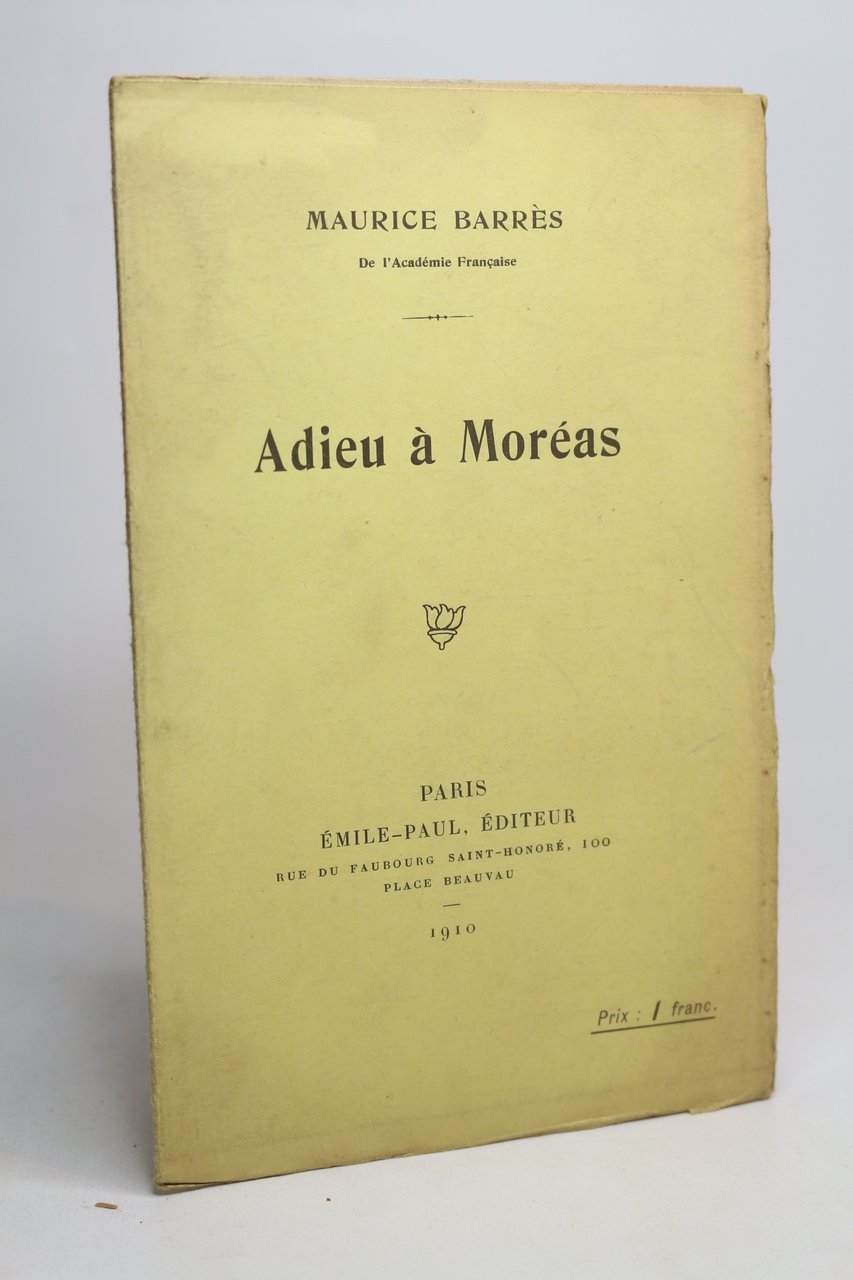 MAURICE BARRÈS
De l'Académie Française
Adieu à Moréas
PARIS
ÉMILE-PAUL, ÉDITEUR
RUE DU FAUBOURG SAINT-HONORÉ, 100
PLACE BEAUVAU
1910
Prix : 1 franc.